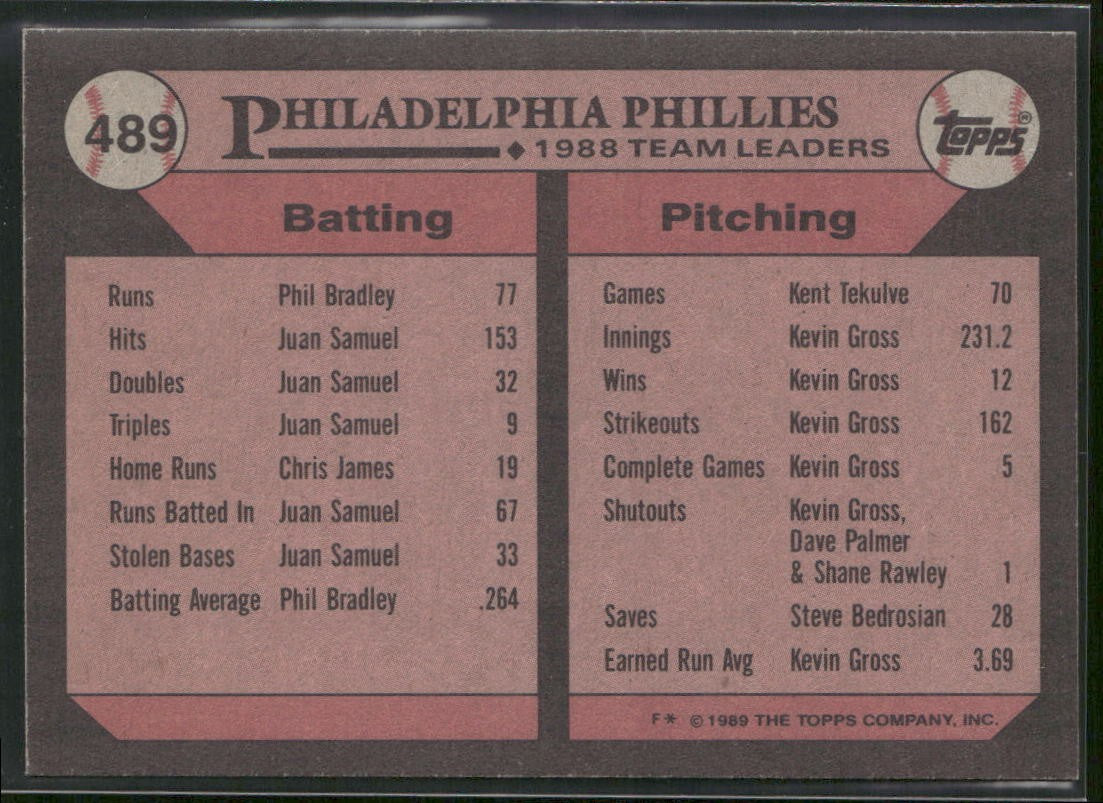 489
PHILADELPHIA PHILLIES
◆ 1988 TEAM LEADERS
TOPPS®
Batting
Runs Phil Bradley 77
Hits Juan Samuel 153
Doubles Juan Samuel 32
Triples Juan Samuel 9
Home Runs Chris James 19
Runs Batted In Juan Samuel 67
Stolen Bases Juan Samuel 33
Batting Average Phil Bradley .264
Pitching
Games Kent Tekulve 70
Innings Kevin Gross 231.2
Wins Kevin Gross 12
Strikeouts Kevin Gross 162
Complete Games Kevin Gross 5
Shutouts Kevin Gross,
Dave Palmer
& Shane Rawley 1
Saves Steve Bedrosian 28
Earned Run Avg Kevin Gross 3.69
F* © 1989 THE TOPPS COMPANY, INC.